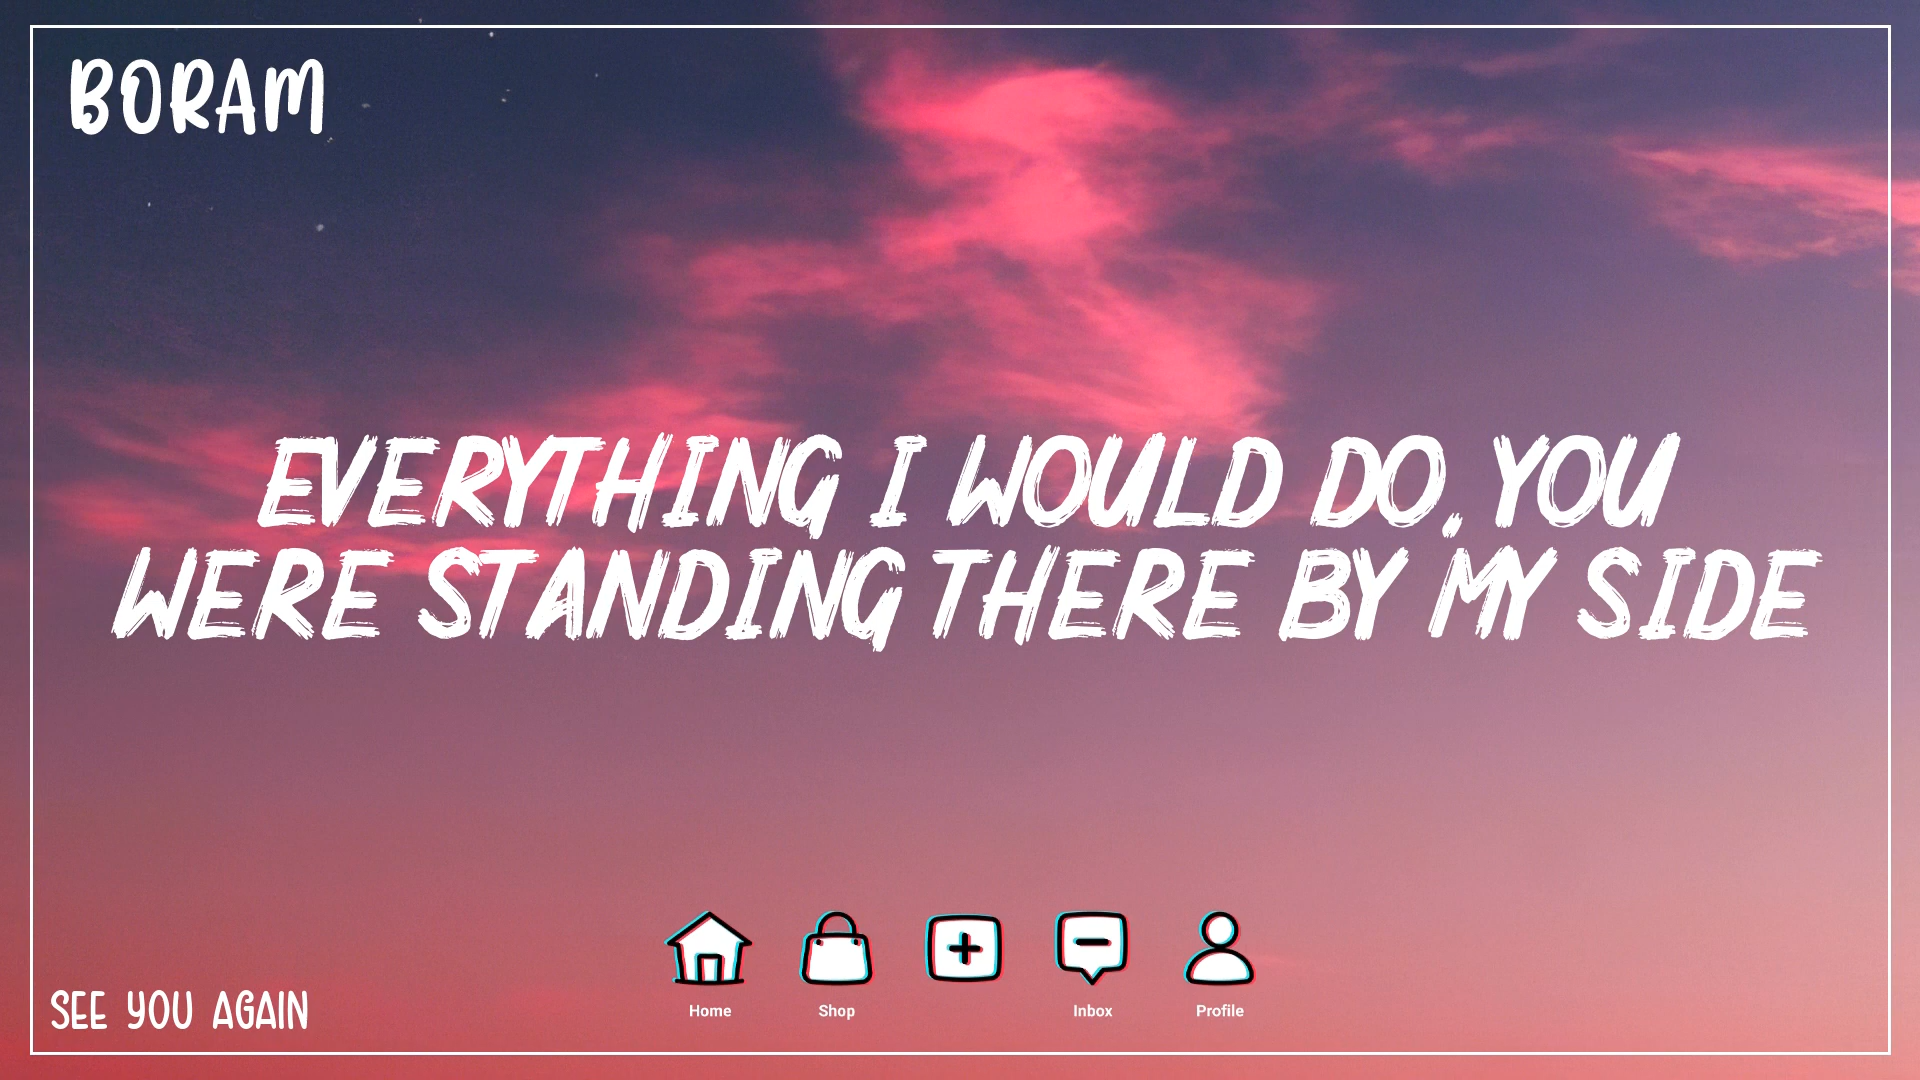 BORAM
EVERYTHING I WOULD DO, YOU
WERE STANDING THERE BY MY SIDE
Home
Shop
Inbox
Profile
SEE YOU AGAIN